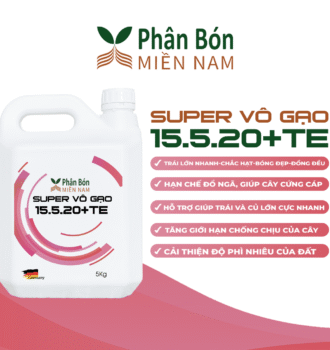 Phân Bón
MIỀN NAM
SUPER VÔ GẠO
15.5.20+TE
TRÁI LỚN NHANH-CHẮC HẠT-BÓNG ĐẸP-ĐỒNG ĐỀU
HẠN CHẾ ĐỔ NGÃ, GIÚP CÂY CỨNG CÁP
HỖ TRỢ GIÚP TRÁI VÀ CỦ LỚN CỰC NHANH
TĂNG GIỚI HẠN CHỐNG CHỊU CỦA CÂY
CẢI THIỆN ĐỘ PHÌ NHIÊU CỦA ĐẤT
Phân Bón
MIỀN NAM
SUPER VÔ GẠO
15.5.20+TE
Germany
5Kg